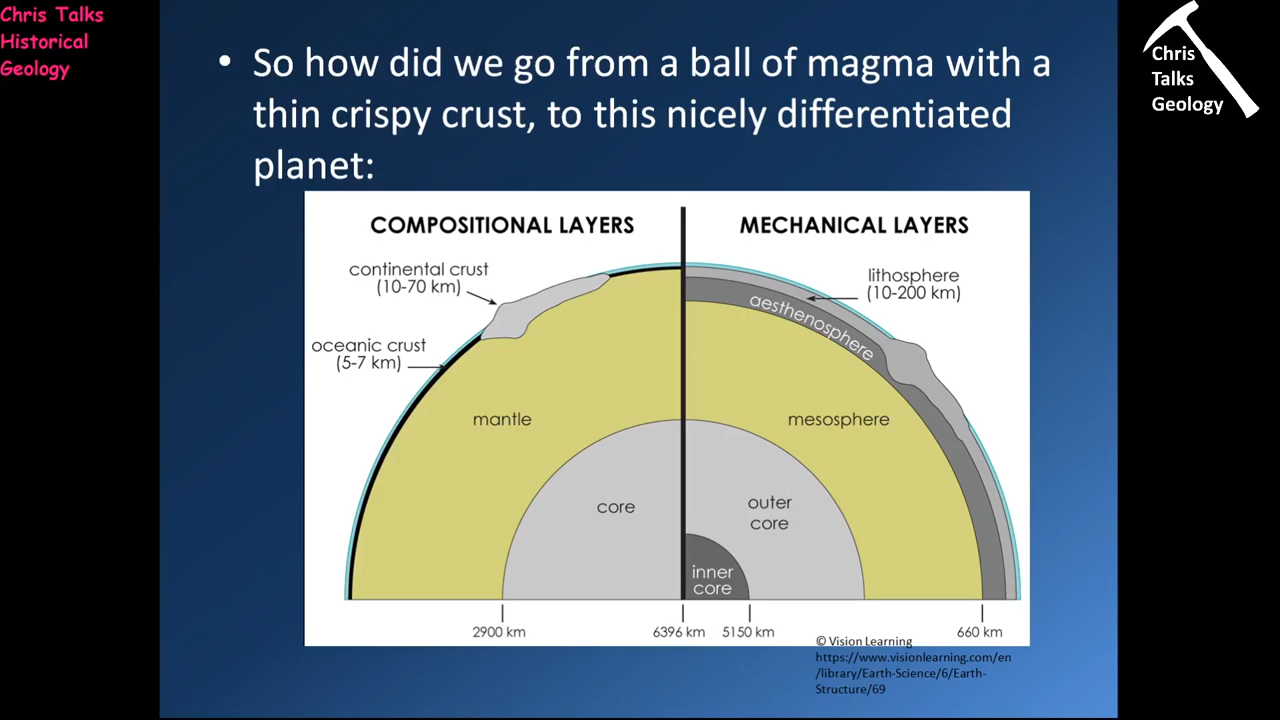 Chris Talks
Historical
Geology
Chris
Talks
Geology
• So how did we go from a ball of magma with a
thin crispy crust, to this nicely differentiated
planet:
COMPOSITIONAL LAYERS
MECHANICAL LAYERS
continental crust
(10-70 km)
oceanic crust
(5-7 km)
lithosphere
(10-200 km)
aesthenosphere
mantle
mesosphere
core
outer
core
inner
core
2900 km
6396 km
5150 km
660 km
© Vision Learning
https://www.visionlearning.com/en
/library/Earth-Science/6/Earth-
Structure/69